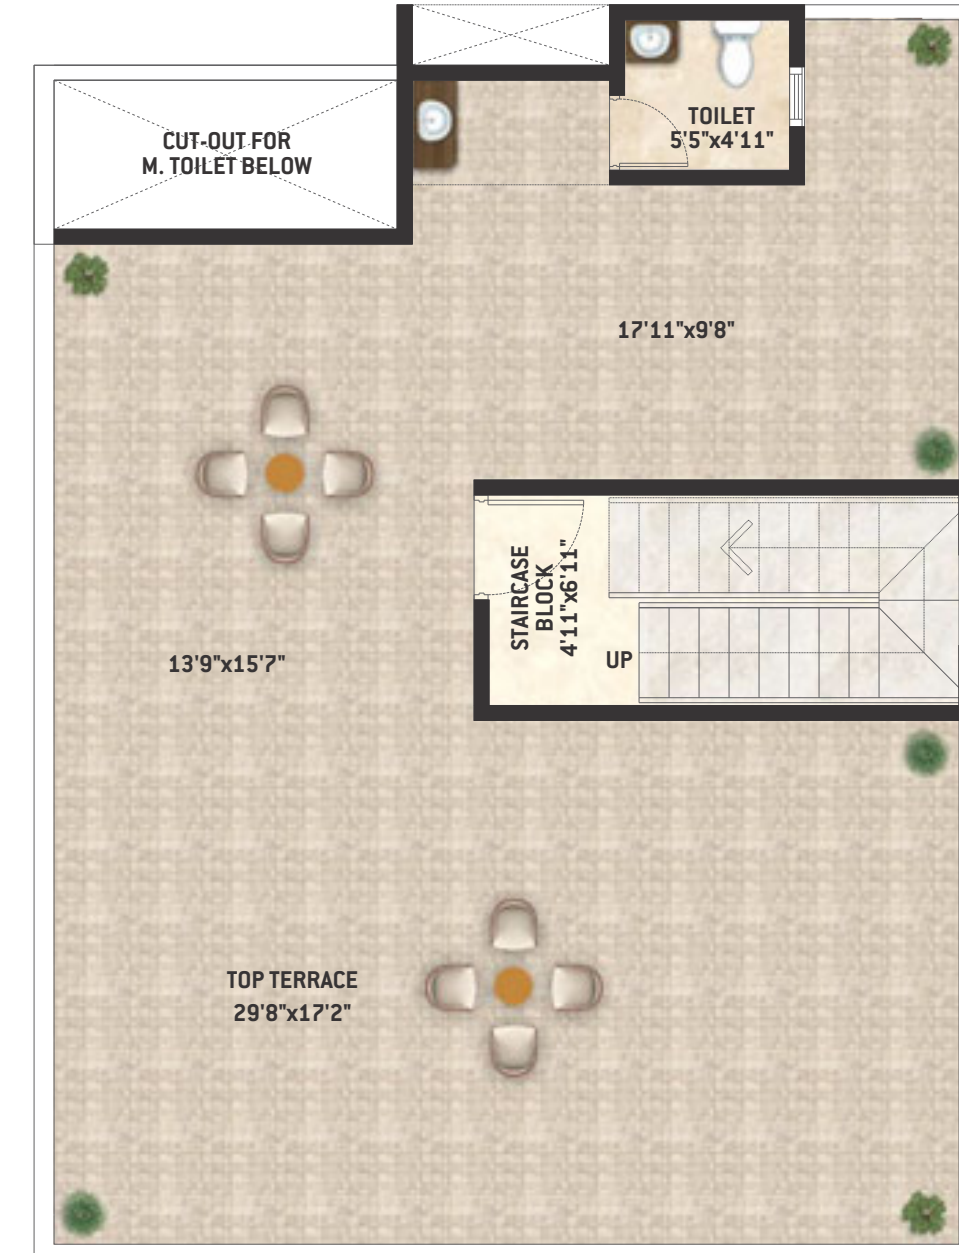 CUT-OUT FOR
M. TOILET BELOW
TOILET
5'5"x4'11"
17'11"x9'8"
STAIRCASE
BLOCK
4'11"x6'11"
UP
13'9"x15'7"
TOP TERRACE
29'8"x17'2"